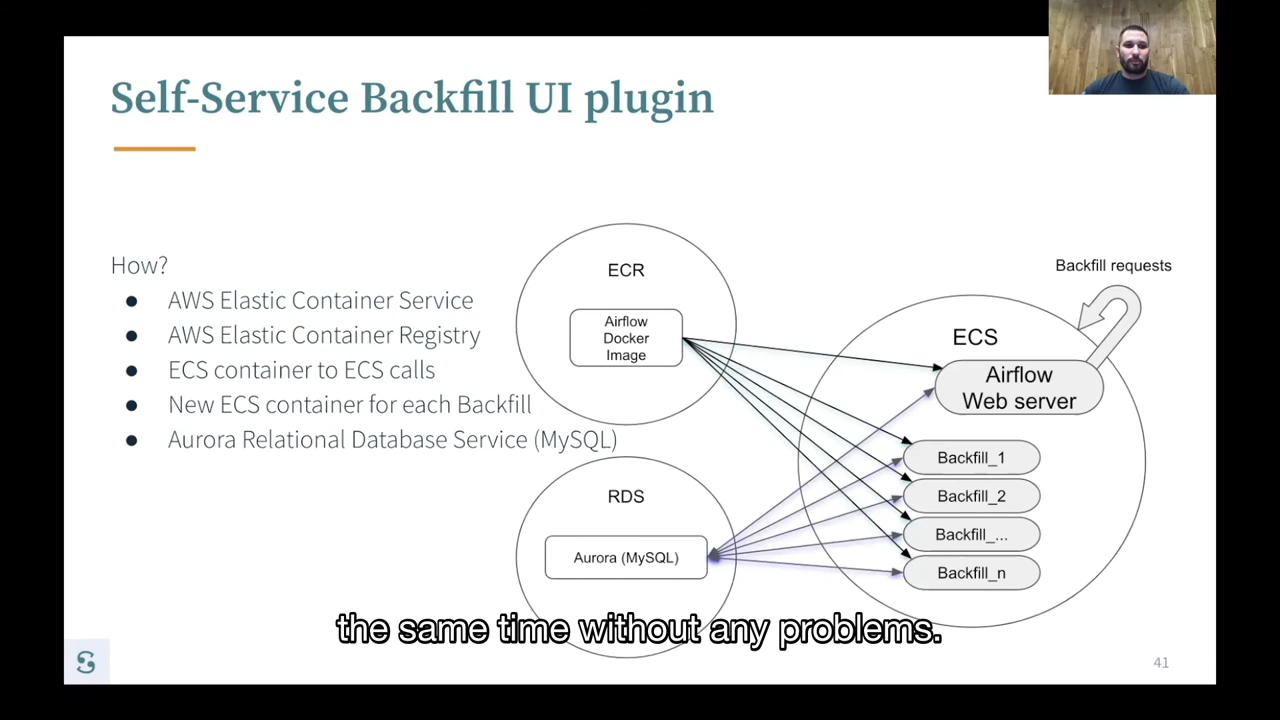 Self-Service Backfill UI plugin
How?
● AWS Elastic Container Service
● AWS Elastic Container Registry
● ECS container to ECS calls
● New ECS container for each Backfill
● Aurora Relational Database Service (MySQL)
ECR
Airflow
Docker
Image
RDS
Aurora (MySQL)
Backfill requests
ECS
Airflow
Web server
Backfill_1
Backfill_2
Backfill_...
Backfill_n
the same time without any problems.
41